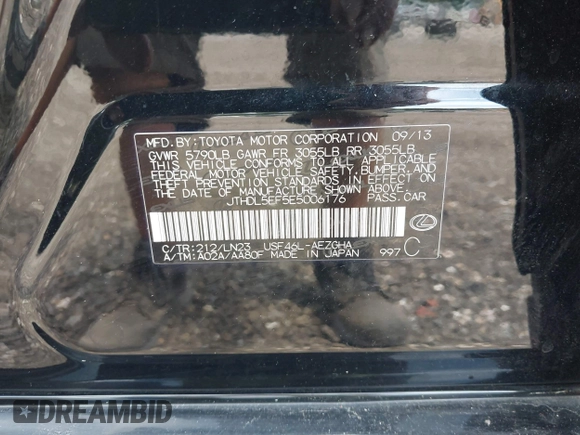 MFD. BY: TOYOTA MOTOR CORPORATION 09/13
GVWR 5790LB GAWR FR 3055LB RR 3055LB
THIS VEHICLE CONFORMS TO ALL APPLICABLE
FEDERAL MOTOR VEHICLE SAFETY, BUMPER, AND
THEFT PREVENTION STANDARDS IN EFFECT ON
THE DATE OF MANUFACTURE SHOWN ABOVE.
JTHDL5EF5E5006176 PASS.CAR
C/TR:212/LN23 USF46L-AEZGHA
A/TM:A02A/AA80F MADE IN JAPAN 997 C
DREAMBID